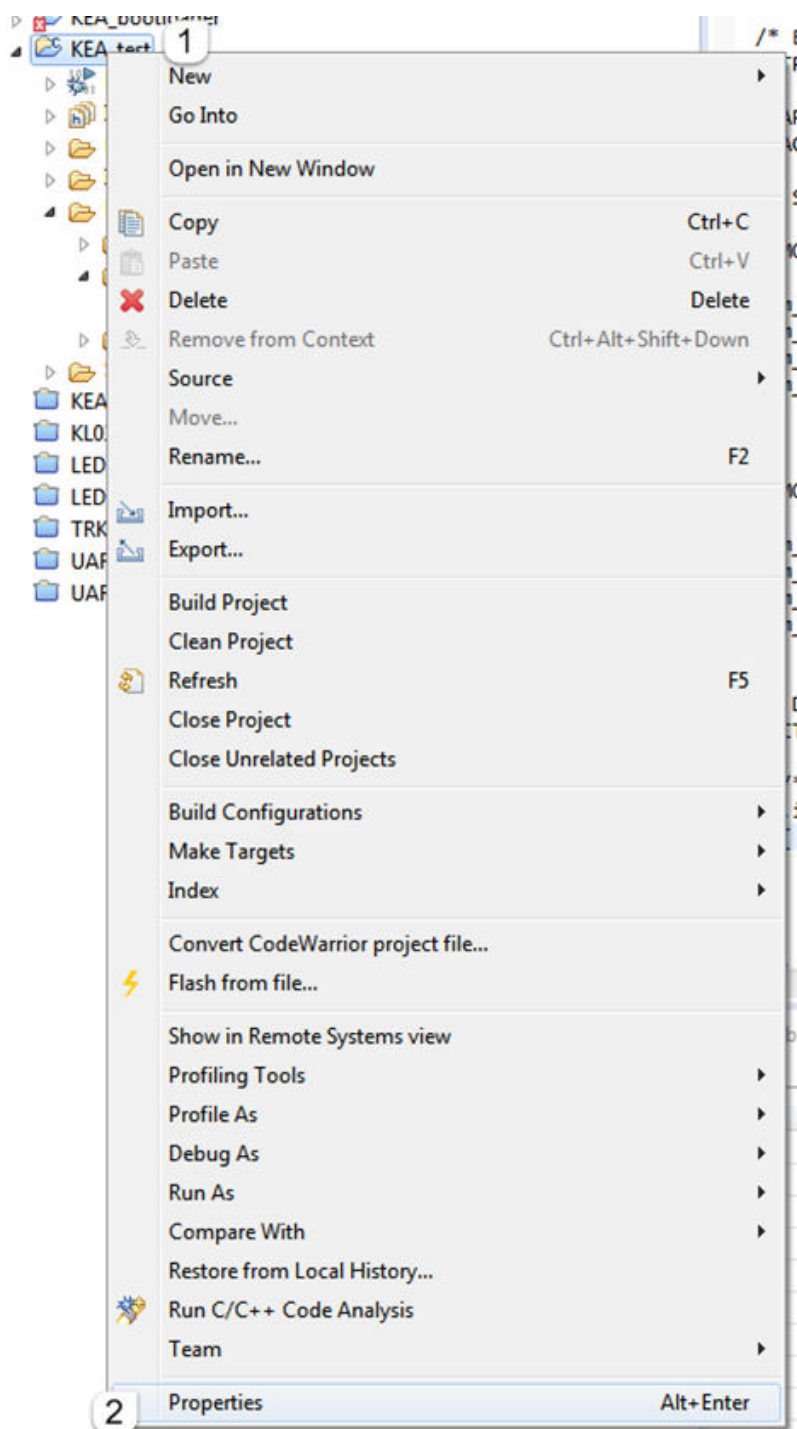 KEA_bootloader
KEA_test
1
New
Go Into
Open in New Window
Copy Ctrl+C
Paste Ctrl+V
Delete Delete
Remove from Context Ctrl+Alt+Shift+Down
Source
Move...
Rename... F2
Import...
Export...
Build Project
Clean Project
Refresh F5
Close Project
Close Unrelated Projects
Build Configurations
Make Targets
Index
Convert CodeWarrior project file...
Flash from file...
Show in Remote Systems view
Profiling Tools
Profile As
Debug As
Run As
Compare With
Restore from Local History...
Run C/C++ Code Analysis
Team
2
Properties Alt+Enter
KEA
KL0
LED
LED
TRK
UAR
UAR
/*